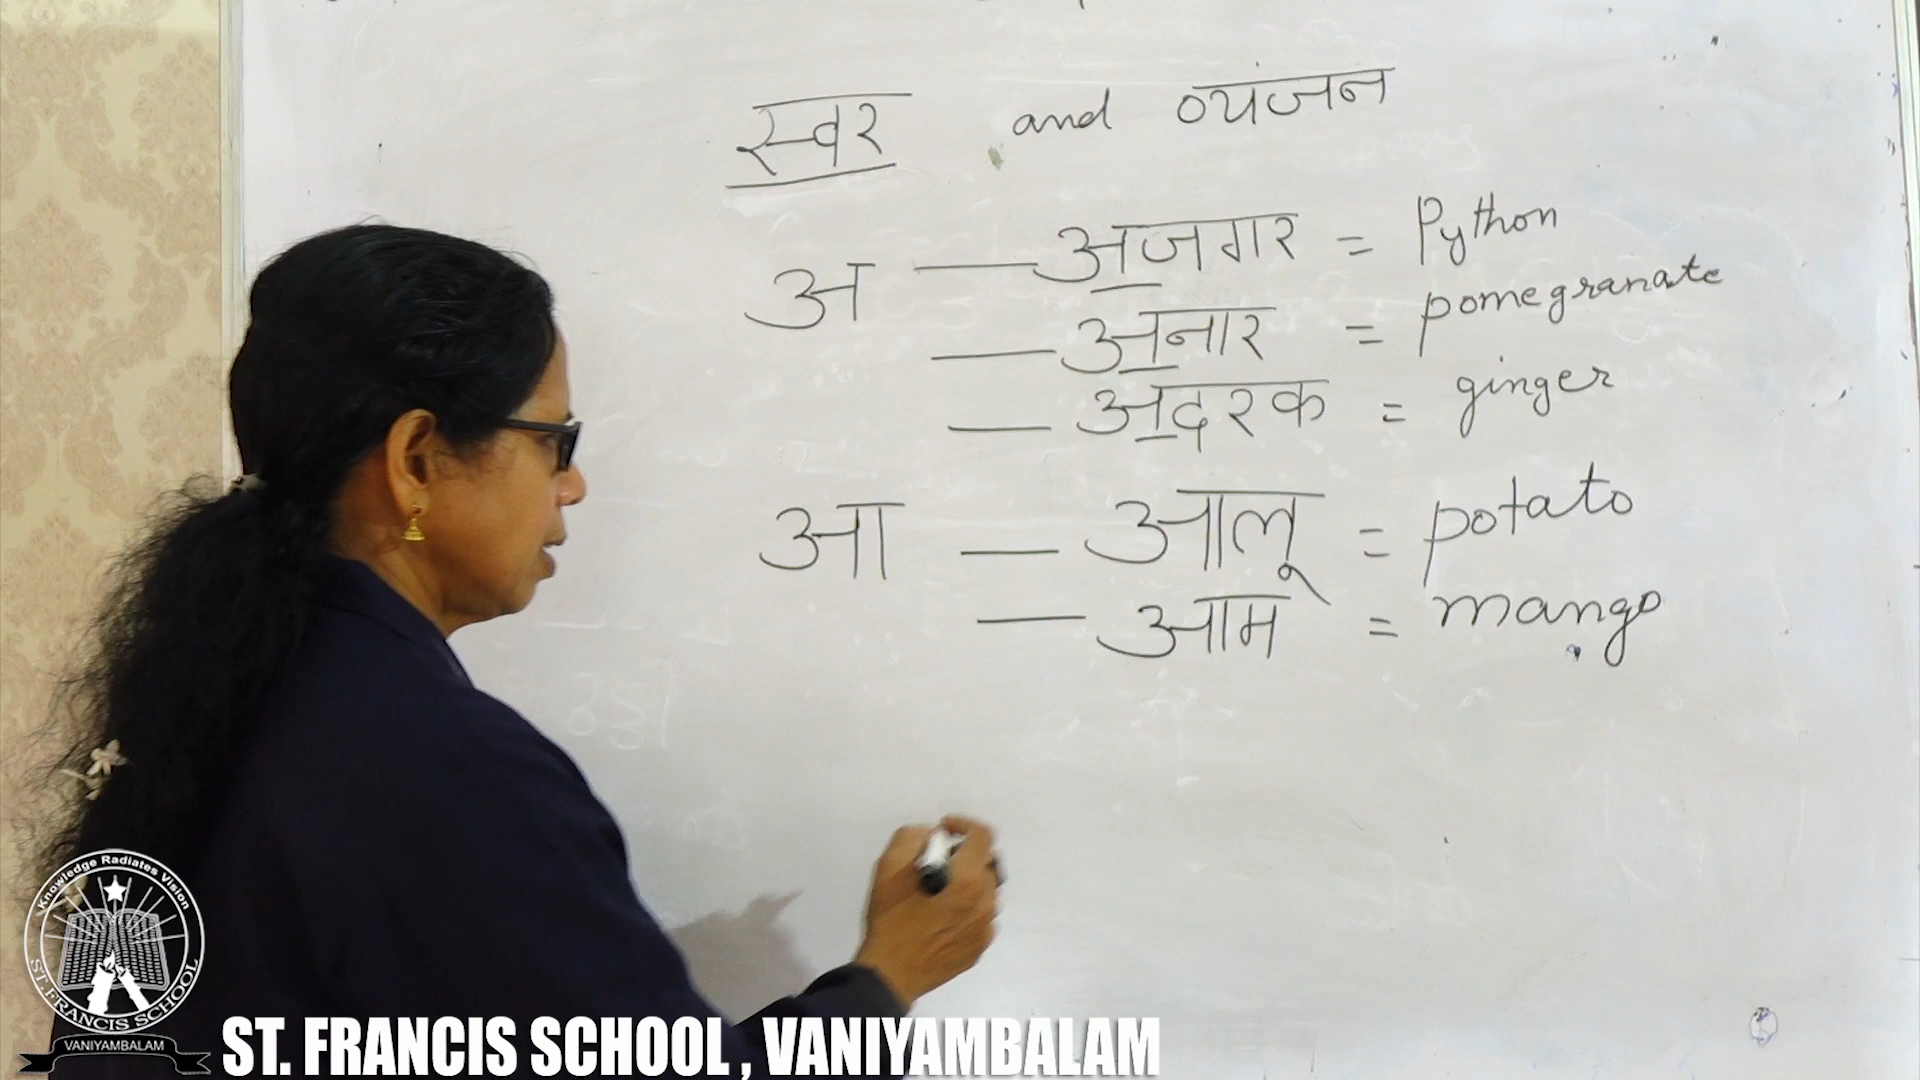 स्वर and व्यंजन
अ — अजगर = Python
— अनार = pomegranate
— अदरक = ginger
आ — आलू = potato
— आम = mango
Knowledge Radiates Vision
ST. FRANCIS SCHOOL
VANIYAMBALAM
ST. FRANCIS SCHOOL , VANIYAMBALAM